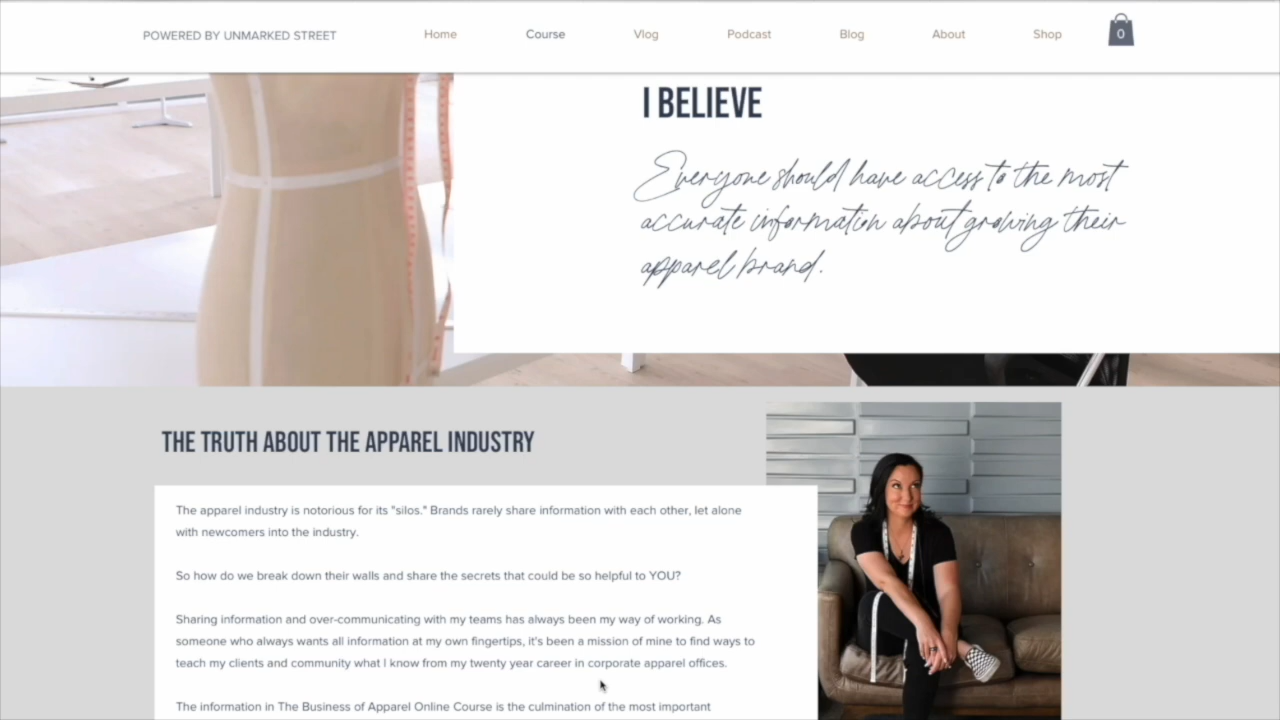 POWERED BY UNMARKED STREET Home Course Vlog Podcast Blog About Shop 0
I BELIEVE
Everyone should have access to the most
accurate information about growing their
apparel brand.
THE TRUTH ABOUT THE APPAREL INDUSTRY
The apparel industry is notorious for its "silos." Brands rarely share information with each other, let alone
with newcomers into the industry.
So how do we break down their walls and share the secrets that could be so helpful to YOU?
Sharing information and over-communicating with my teams has always been my way of working. As
someone who always wants all information at my own fingertips, it's been a mission of mine to find ways to
teach my clients and community what I know from my twenty year career in corporate apparel offices.
The information in The Business of Apparel Online Course is the culmination of the most important